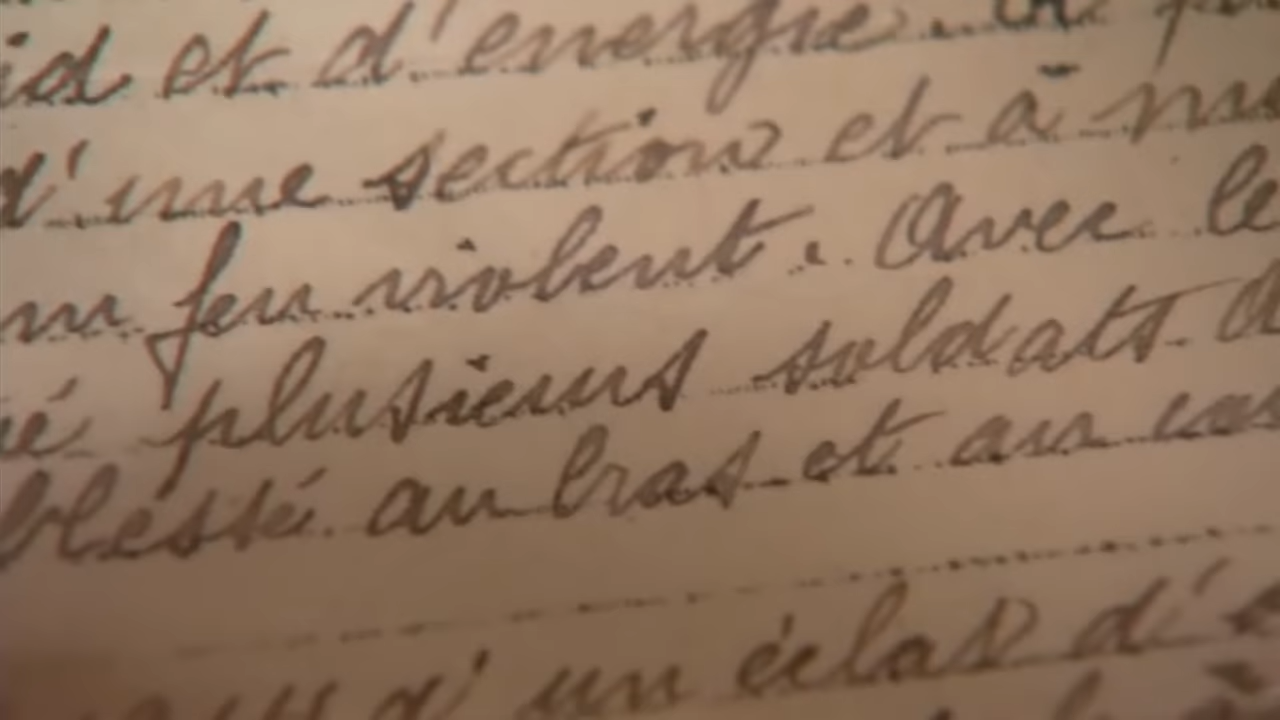 et d'énergie. A
d'une section et à
un feu violent. Avec le
plusieurs soldats
blessé au bras et au
d'un éclat d'